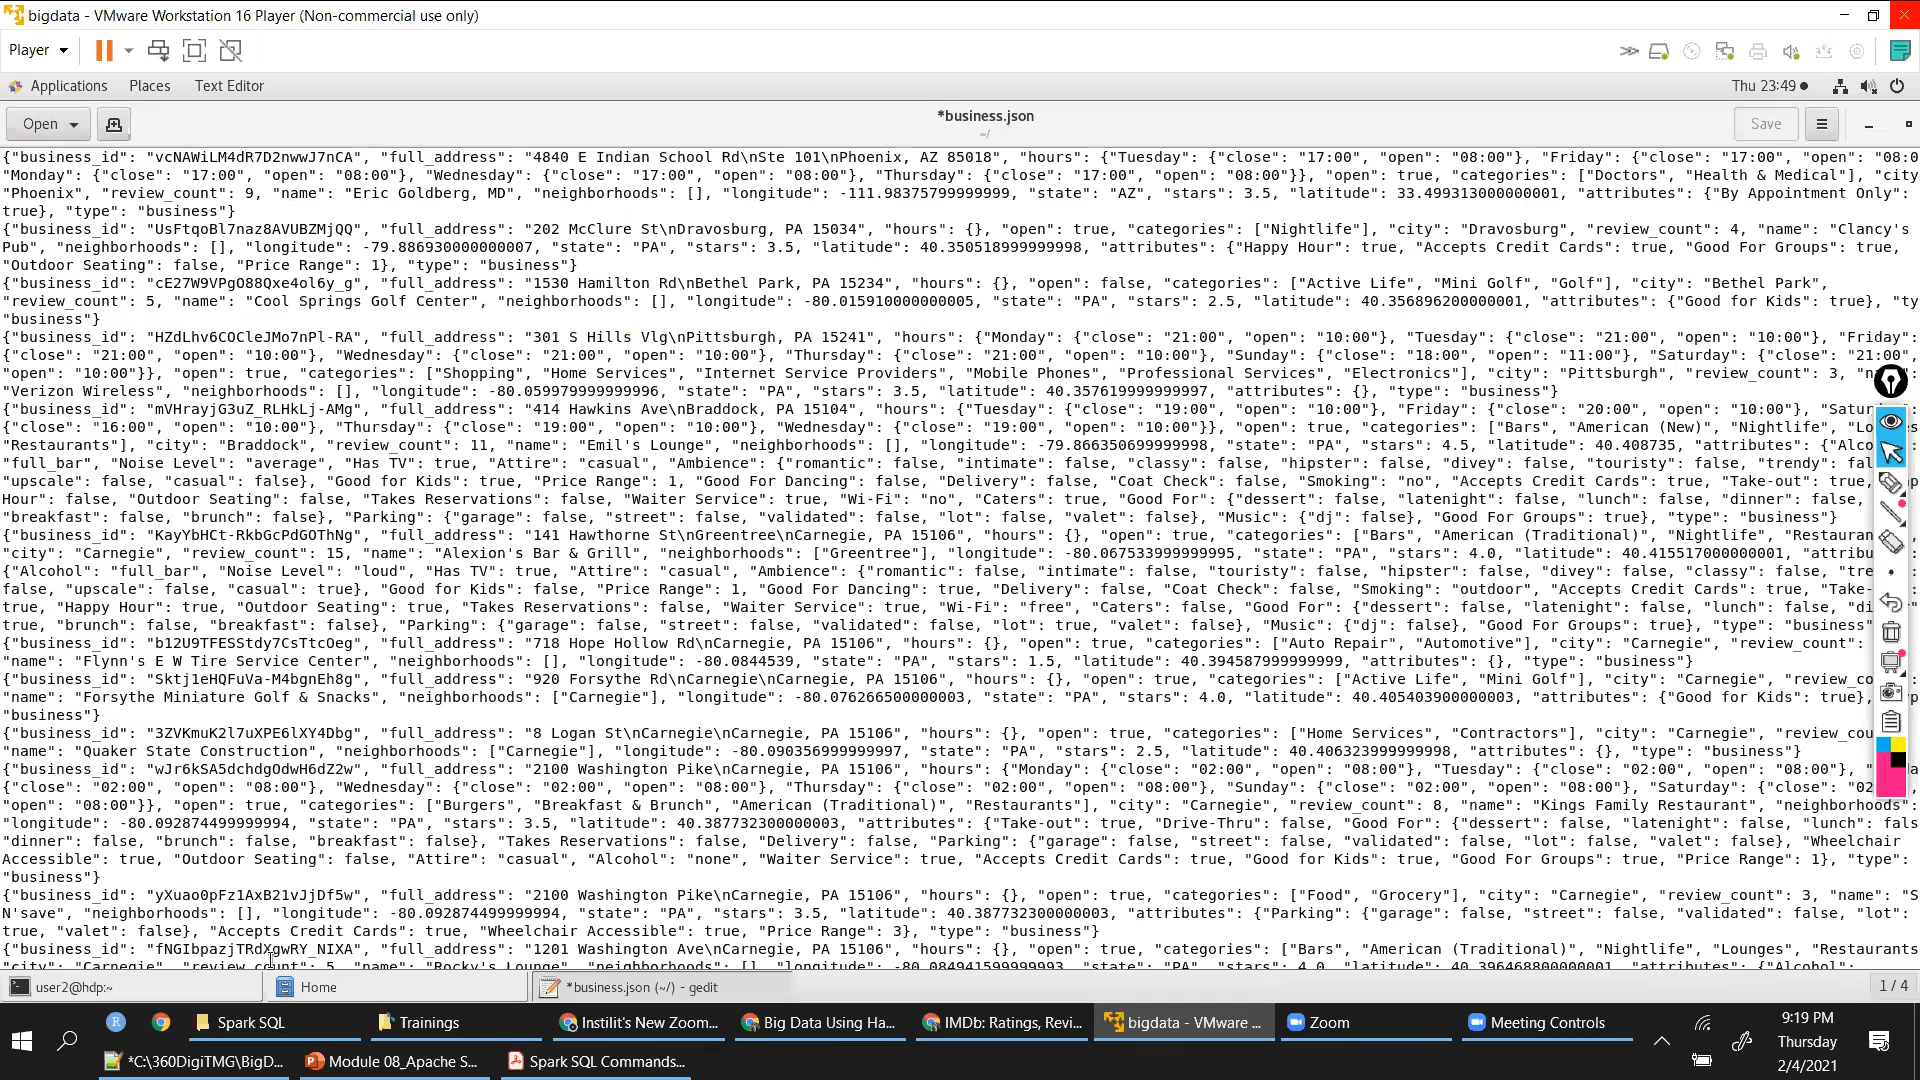 bigdata - VMware Workstation 16 Player (Non-commercial use only)
Player
Applications Places Text Editor Thu 23:49
Open *business.json Save
~/
{"business_id": "vcNAWiLM4dR7D2nwwJ7nCA", "full_address": "4840 E Indian School Rd\nSte 101\nPhoenix, AZ 85018", "hours": {"Tuesday": {"close": "17:00", "open": "08:00"}, "Friday": {"close": "17:00", "open": "08:0
"Monday": {"close": "17:00", "open": "08:00"}, "Wednesday": {"close": "17:00", "open": "08:00"}, "Thursday": {"close": "17:00", "open": "08:00"}}, "open": true, "categories": ["Doctors", "Health & Medical"], "city
"Phoenix", "review_count": 9, "name": "Eric Goldberg, MD", "neighborhoods": [], "longitude": -111.98375799999999, "state": "AZ", "stars": 3.5, "latitude": 33.499313000000001, "attributes": {"By Appointment Only":
true}, "type": "business"}
{"business_id": "UsFtqoBl7naz8AVUBZMjQQ", "full_address": "202 McClure St\nDravosburg, PA 15034", "hours": {}, "open": true, "categories": ["Nightlife"], "city": "Dravosburg", "review_count": 4, "name": "Clancy's
Pub", "neighborhoods": [], "longitude": -79.886930000000007, "state": "PA", "stars": 3.5, "latitude": 40.350518999999998, "attributes": {"Happy Hour": true, "Accepts Credit Cards": true, "Good For Groups": true,
"Outdoor Seating": false, "Price Range": 1}, "type": "business"}
{"business_id": "cE27W9VPgO88Qxe4ol6y_g", "full_address": "1530 Hamilton Rd\nBethel Park, PA 15234", "hours": {}, "open": false, "categories": ["Active Life", "Mini Golf", "Golf"], "city": "Bethel Park",
"review_count": 5, "name": "Cool Springs Golf Center", "neighborhoods": [], "longitude": -80.015910000000005, "state": "PA", "stars": 2.5, "latitude": 40.356896200000001, "attributes": {"Good for Kids": true}, "ty
"business"}
{"business_id": "HZdLhv6COCleJMo7nPl-RA", "full_address": "301 S Hills Vlg\nPittsburgh, PA 15241", "hours": {"Monday": {"close": "21:00", "open": "10:00"}, "Tuesday": {"close": "21:00", "open": "10:00"}, "Friday":
{"close": "21:00", "open": "10:00"}, "Wednesday": {"close": "21:00", "open": "10:00"}, "Thursday": {"close": "21:00", "open": "10:00"}, "Sunday": {"close": "18:00", "open": "11:00"}, "Saturday": {"close": "21:00",
"open": "10:00"}}, "open": true, "categories": ["Shopping", "Home Services", "Internet Service Providers", "Mobile Phones", "Professional Services", "Electronics"], "city": "Pittsburgh", "review_count": 3,
"Verizon Wireless", "neighborhoods": [], "longitude": -80.059979999999996, "state": "PA", "stars": 3.5, "latitude": 40.357619999999997, "attributes": {}, "type": "business"}
{"business_id": "mVHrayjG3uZ_RLHkLj-AMg", "full_address": "414 Hawkins Ave\nBraddock, PA 15104", "hours": {"Tuesday": {"close": "19:00", "open": "10:00"}, "Friday": {"close": "20:00", "open": "10:00"},
{"close": "16:00", "open": "10:00"}, "Thursday": {"close": "19:00", "open": "10:00"}, "Wednesday": {"close": "19:00", "open": "10:00"}}, "open": true, "categories": ["Bars", "American (New)", "Nightlife",
"Restaurants"], "city": "Braddock", "review_count": 11, "name": "Emil's Lounge", "neighborhoods": [], "longitude": -79.866350699999998, "state": "PA", "stars": 4.5, "latitude": 40.408735, "attributes":
"full_bar", "Noise Level": "average", "Has TV": true, "Attire": "casual", "Ambience": {"romantic": false, "intimate": false, "classy": false, "hipster": false, "divey": false, "touristy": false, "trendy":
"upscale": false, "casual": false}, "Good for Kids": true, "Price Range": 1, "Good For Dancing": false, "Delivery": false, "Coat Check": false, "Smoking": "no", "Accepts Credit Cards": true, "Take-out": true,
Hour": false, "Outdoor Seating": false, "Takes Reservations": false, "Waiter Service": true, "Wi-Fi": "no", "Caters": true, "Good For": {"dessert": false, "latenight": false, "lunch": false, "dinner": false,
"breakfast": false, "brunch": false}, "Parking": {"garage": false, "street": false, "validated": false, "lot": false, "valet": false}, "Music": {"dj": false}, "Good For Groups": true}, "type": "business"}
{"business_id": "KayYbHCt-RkbGcPdGOThNg", "full_address": "141 Hawthorne St\nGreentree\nCarnegie, PA 15106", "hours": {}, "open": true, "categories": ["Bars", "American (Traditional)", "Nightlife",
"city": "Carnegie", "review_count": 15, "name": "Alexion's Bar & Grill", "neighborhoods": ["Greentree"], "longitude": -80.067533999999995, "state": "PA", "stars": 4.0, "latitude": 40.415517000000001,
{"Alcohol": "full_bar", "Noise Level": "loud", "Has TV": true, "Attire": "casual", "Ambience": {"romantic": false, "intimate": false, "touristy": false, "hipster": false, "divey": false, "classy": false,
false, "upscale": false, "casual": true}, "Good for Kids": false, "Price Range": 1, "Good For Dancing": true, "Delivery": false, "Coat Check": false, "Smoking": "outdoor", "Accepts Credit Cards": true,
true, "Happy Hour": true, "Outdoor Seating": true, "Takes Reservations": false, "Waiter Service": true, "Wi-Fi": "free", "Caters": false, "Good For": {"dessert": false, "latenight": false, "lunch": false,
true, "brunch": false, "breakfast": false}, "Parking": {"garage": false, "street": false, "validated": false, "lot": true, "valet": false}, "Music": {"dj": false}, "Good For Groups": true}, "type": "business"
{"business_id": "b12U9TFESStdy7CsTtcOeg", "full_address": "718 Hope Hollow Rd\nCarnegie, PA 15106", "hours": {}, "open": true, "categories": ["Auto Repair", "Automotive"], "city": "Carnegie", "review_count":
"name": "Flynn's E W Tire Service Center", "neighborhoods": [], "longitude": -80.0844539, "state": "PA", "stars": 1.5, "latitude": 40.394587999999999, "attributes": {}, "type": "business"}
{"business_id": "Sktj1eHQFuVa-M4bgnEh8g", "full_address": "920 Forsythe Rd\nCarnegie\nCarnegie, PA 15106", "hours": {}, "open": true, "categories": ["Active Life", "Mini Golf"], "city": "Carnegie",
"name": "Forsythe Miniature Golf & Snacks", "neighborhoods": ["Carnegie"], "longitude": -80.076266500000003, "state": "PA", "stars": 4.0, "latitude": 40.405403900000003, "attributes": {"Good for Kids": true},
"business"}
{"business_id": "3ZVKmuK2l7uXPE6lXY4Dbg", "full_address": "8 Logan St\nCarnegie\nCarnegie, PA 15106", "hours": {}, "open": true, "categories": ["Home Services", "Contractors"], "city": "Carnegie",
"name": "Quaker State Construction", "neighborhoods": ["Carnegie"], "longitude": -80.090356999999997, "state": "PA", "stars": 2.5, "latitude": 40.406323999999998, "attributes": {}, "type": "business"}
{"business_id": "wJr6kSA5dchdgOdwH6dZ2w", "full_address": "2100 Washington Pike\nCarnegie, PA 15106", "hours": {"Monday": {"close": "02:00", "open": "08:00"}, "Tuesday": {"close": "02:00", "open": "08:00"},
{"close": "02:00", "open": "08:00"}, "Wednesday": {"close": "02:00", "open": "08:00"}, "Thursday": {"close": "02:00", "open": "08:00"}, "Sunday": {"close": "02:00", "open": "08:00"}, "Saturday": {"close":
"open": "08:00"}}, "open": true, "categories": ["Burgers", "Breakfast & Brunch", "American (Traditional)", "Restaurants"], "city": "Carnegie", "review_count": 8, "name": "Kings Family Restaurant", "neighborhoods"
"longitude": -80.092874499999994, "state": "PA", "stars": 3.5, "latitude": 40.387732300000003, "attributes": {"Take-out": true, "Drive-Thru": false, "Good For": {"dessert": false, "latenight": false, "lunch": fals
"dinner": false, "brunch": false, "breakfast": false}, "Takes Reservations": false, "Delivery": false, "Parking": {"garage": false, "street": false, "validated": false, "lot": false, "valet": false}, "Wheelchair
Accessible": true, "Outdoor Seating": false, "Attire": "casual", "Alcohol": "none", "Waiter Service": true, "Accepts Credit Cards": true, "Good for Kids": true, "Good For Groups": true, "Price Range": 1}, "type":
"business"}
{"business_id": "yXuao0pFz1AxB21vJjDf5w", "full_address": "2100 Washington Pike\nCarnegie, PA 15106", "hours": {}, "open": true, "categories": ["Food", "Grocery"], "city": "Carnegie", "review_count": 3, "name": "S
N'save", "neighborhoods": [], "longitude": -80.092874499999994, "state": "PA", "stars": 3.5, "latitude": 40.387732300000003, "attributes": {"Parking": {"garage": false, "street": false, "validated": false, "lot":
true, "valet": false}, "Accepts Credit Cards": true, "Wheelchair Accessible": true, "Price Range": 3}, "type": "business"}
{"business_id": "fNGIbpazjTRdXgwRY_NIXA", "full_address": "1201 Washington Ave\nCarnegie, PA 15106", "hours": {}, "open": true, "categories": ["Bars", "American (Traditional)", "Nightlife", "Lounges", "Restaurants
"city": "Carnegie", "review_count": 5, "name": "Rocky's Lounge", "neighborhoods": [], "longitude": -80.084941599999993, "state": "PA", "stars": 4.0, "latitude": 40.396468800000001, "attributes": {"Alcohol":
user2@hdp:~ Home *business.json (~/) - gedit 1 / 4
Spark SQL Trainings Instilit's New Zoom... Big Data Using Ha... IMDb: Ratings, Revi... bigdata - VMware ... Zoom Meeting Controls 9:19 PM
Thursday
*C:\360DigiTMG\BigD... Module 08_Apache S... Spark SQL Commands... 2/4/2021